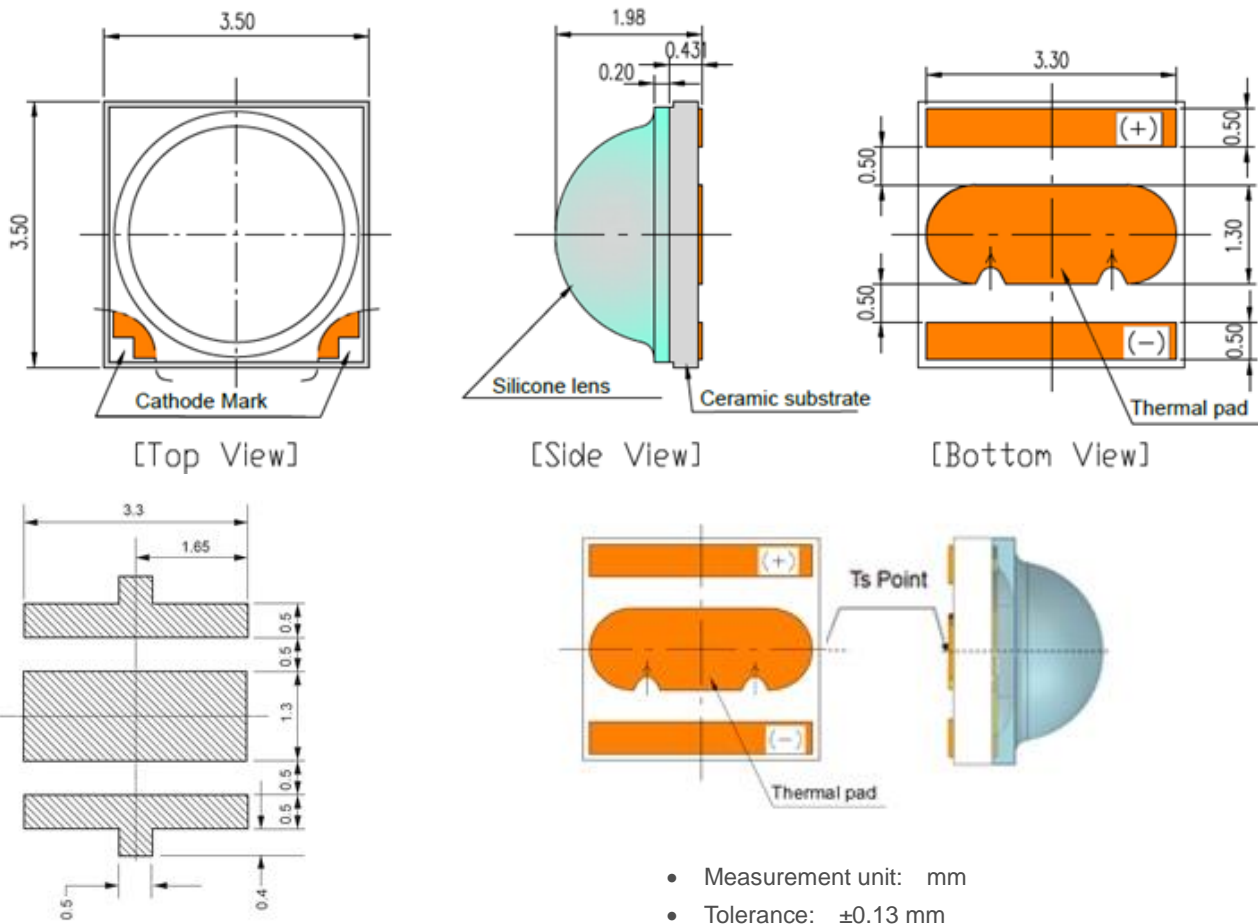 3.50
3.50
Cathode Mark
[Top View]
1.98
0.43
0.20
Silicone lens
Ceramic substrate
[Side View]
3.30
(+)
0.50
0.50
1.30
0.50
0.50
(-)
Thermal pad
[Bottom View]
3.3
1.65
0.5
0.5
1.3
0.5
0.5
0.5
0.4
(+)
(-)
Thermal pad
Ts Point
• Measurement unit: mm
• Tolerance: ±0.13 mm